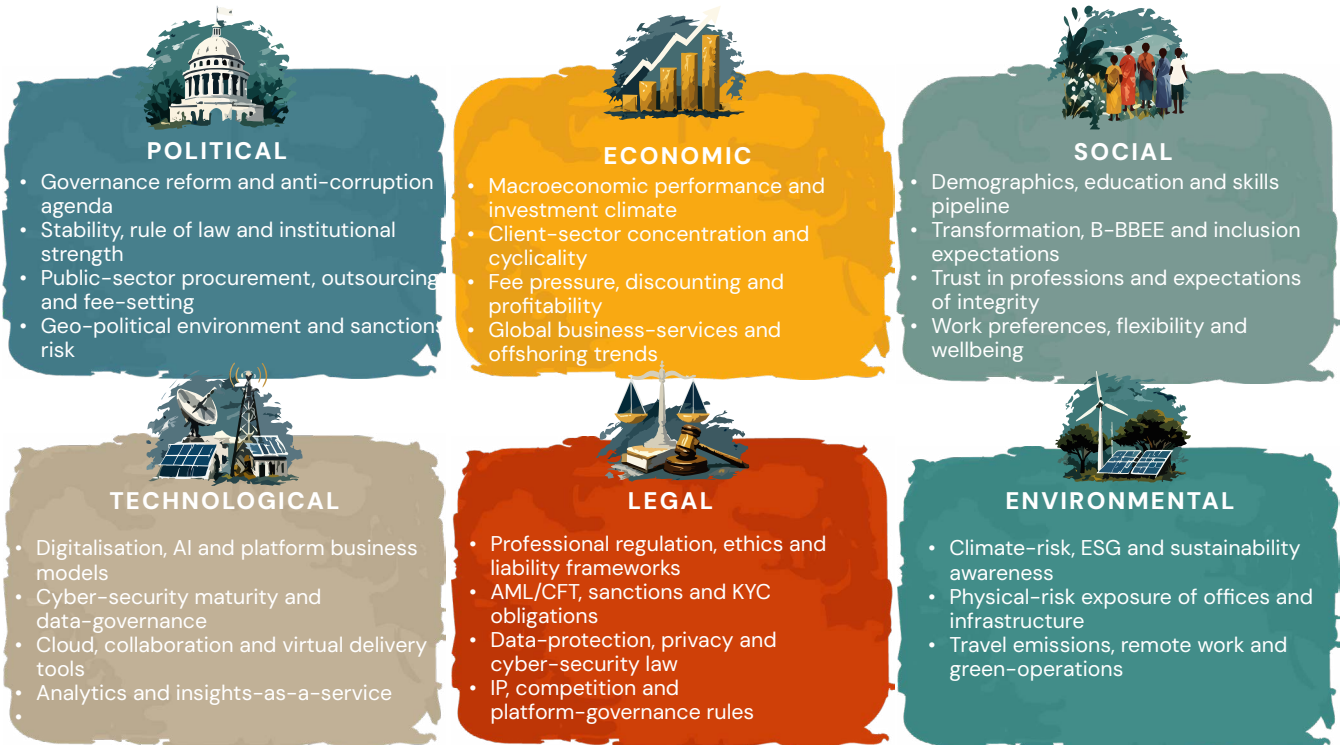 POLITICAL
• Governance reform and anti-corruption
agenda
• Stability, rule of law and institutional
strength
• Public-sector procurement, outsourcing
and fee-setting
• Geo-political environment and sanctions
risk
ECONOMIC
• Macroeconomic performance and
investment climate
• Client-sector concentration and
cyclicality
• Fee pressure, discounting and
profitability
• Global business-services and
offshoring trends
SOCIAL
• Demographics, education and skills
pipeline
• Transformation, B-BBEE and inclusion
expectations
• Trust in professions and expectations
of integrity
• Work preferences, flexibility and
wellbeing
TECHNOLOGICAL
• Digitalisation, AI and platform business
models
• Cyber-security maturity and
data-governance
• Cloud, collaboration and virtual delivery
tools
• Analytics and insights-as-a-service
•
LEGAL
• Professional regulation, ethics and
liability frameworks
• AML/CFT, sanctions and KYC
obligations
• Data-protection, privacy and
cyber-security law
• IP, competition and
platform-governance rules
ENVIRONMENTAL
• Climate-risk, ESG and sustainability
awareness
• Physical-risk exposure of offices and
infrastructure
• Travel emissions, remote work and
green-operations